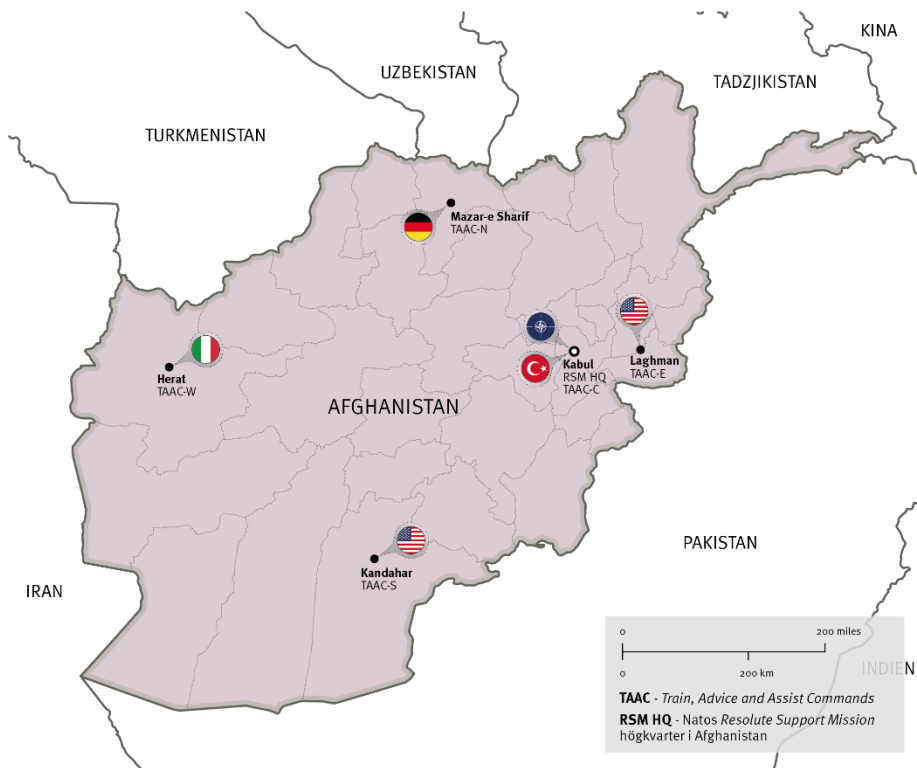 KINA
UZBEKISTAN
TADZJIKISTAN
TURKMENISTAN
Mazar-e Sharif
TAAC-N
Herat
TAAC-W
Kabul
RSM HQ
TAAC-C
Laghman
TAAC-E
AFGHANISTAN
Kandahar
TAAC-S
PAKISTAN
IRAN
INDIEN
0 200 miles
0 200 km
TAAC - Train, Advice and Assist Commands
RSM HQ - Natos Resolute Support Mission
högkvarter i Afghanistan